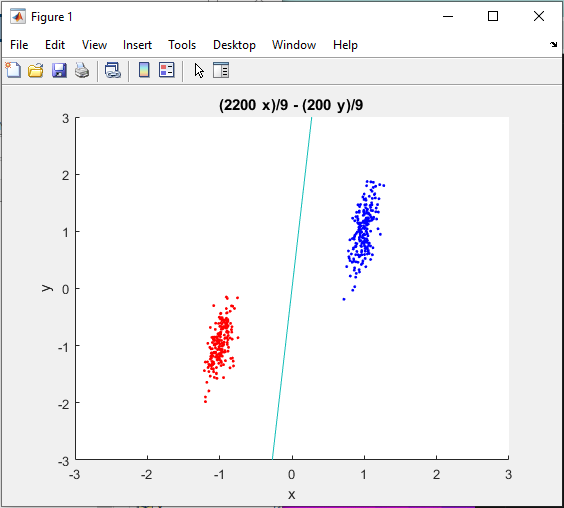 Figure 1
File Edit View Insert Tools Desktop Window Help
(2200 x)/9 - (200 y)/9
3
2
1
0
-1
-2
-3
y
-3 -2 -1 0 1 2 3
x